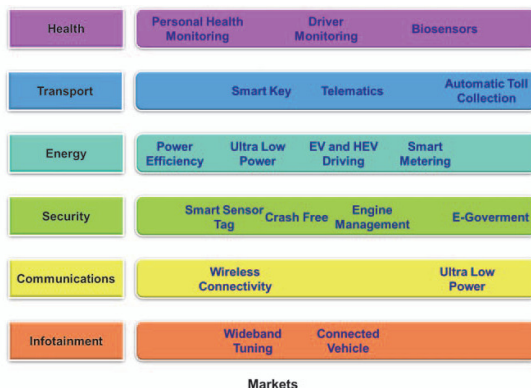 Health
Personal Health
Monitoring
Driver
Monitoring
Biosensors
Transport
Smart Key
Telematics
Automatic Toll
Collection
Energy
Power
Efficiency
Ultra Low
Power
EV and HEV
Driving
Smart
Metering
Security
Smart Sensor
Tag
Crash Free
Engine
Management
E-Goverment
Communications
Wireless
Connectivity
Ultra Low
Power
Infotainment
Wideband
Tuning
Connected
Vehicle
Markets